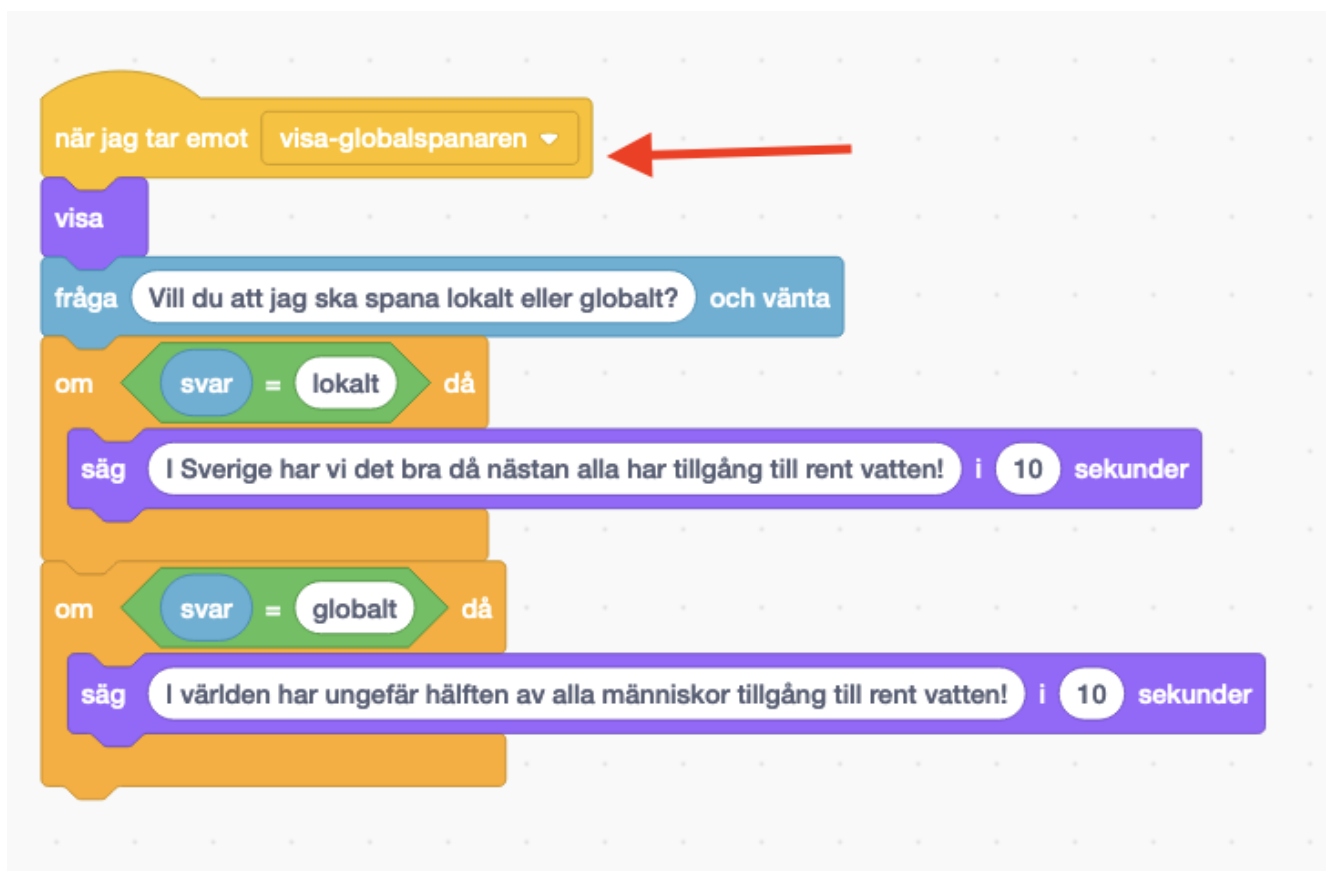 när jag tar emot visa-globalspanaren
visa
fråga Vill du att jag ska spana lokalt eller globalt? och vänta
om svar = lokalt då
säg I Sverige har vi det bra då nästan alla har tillgång till rent vatten! i 10 sekunder
om svar = globalt då
säg I världen har ungefär hälften av alla människor tillgång till rent vatten! i 10 sekunder